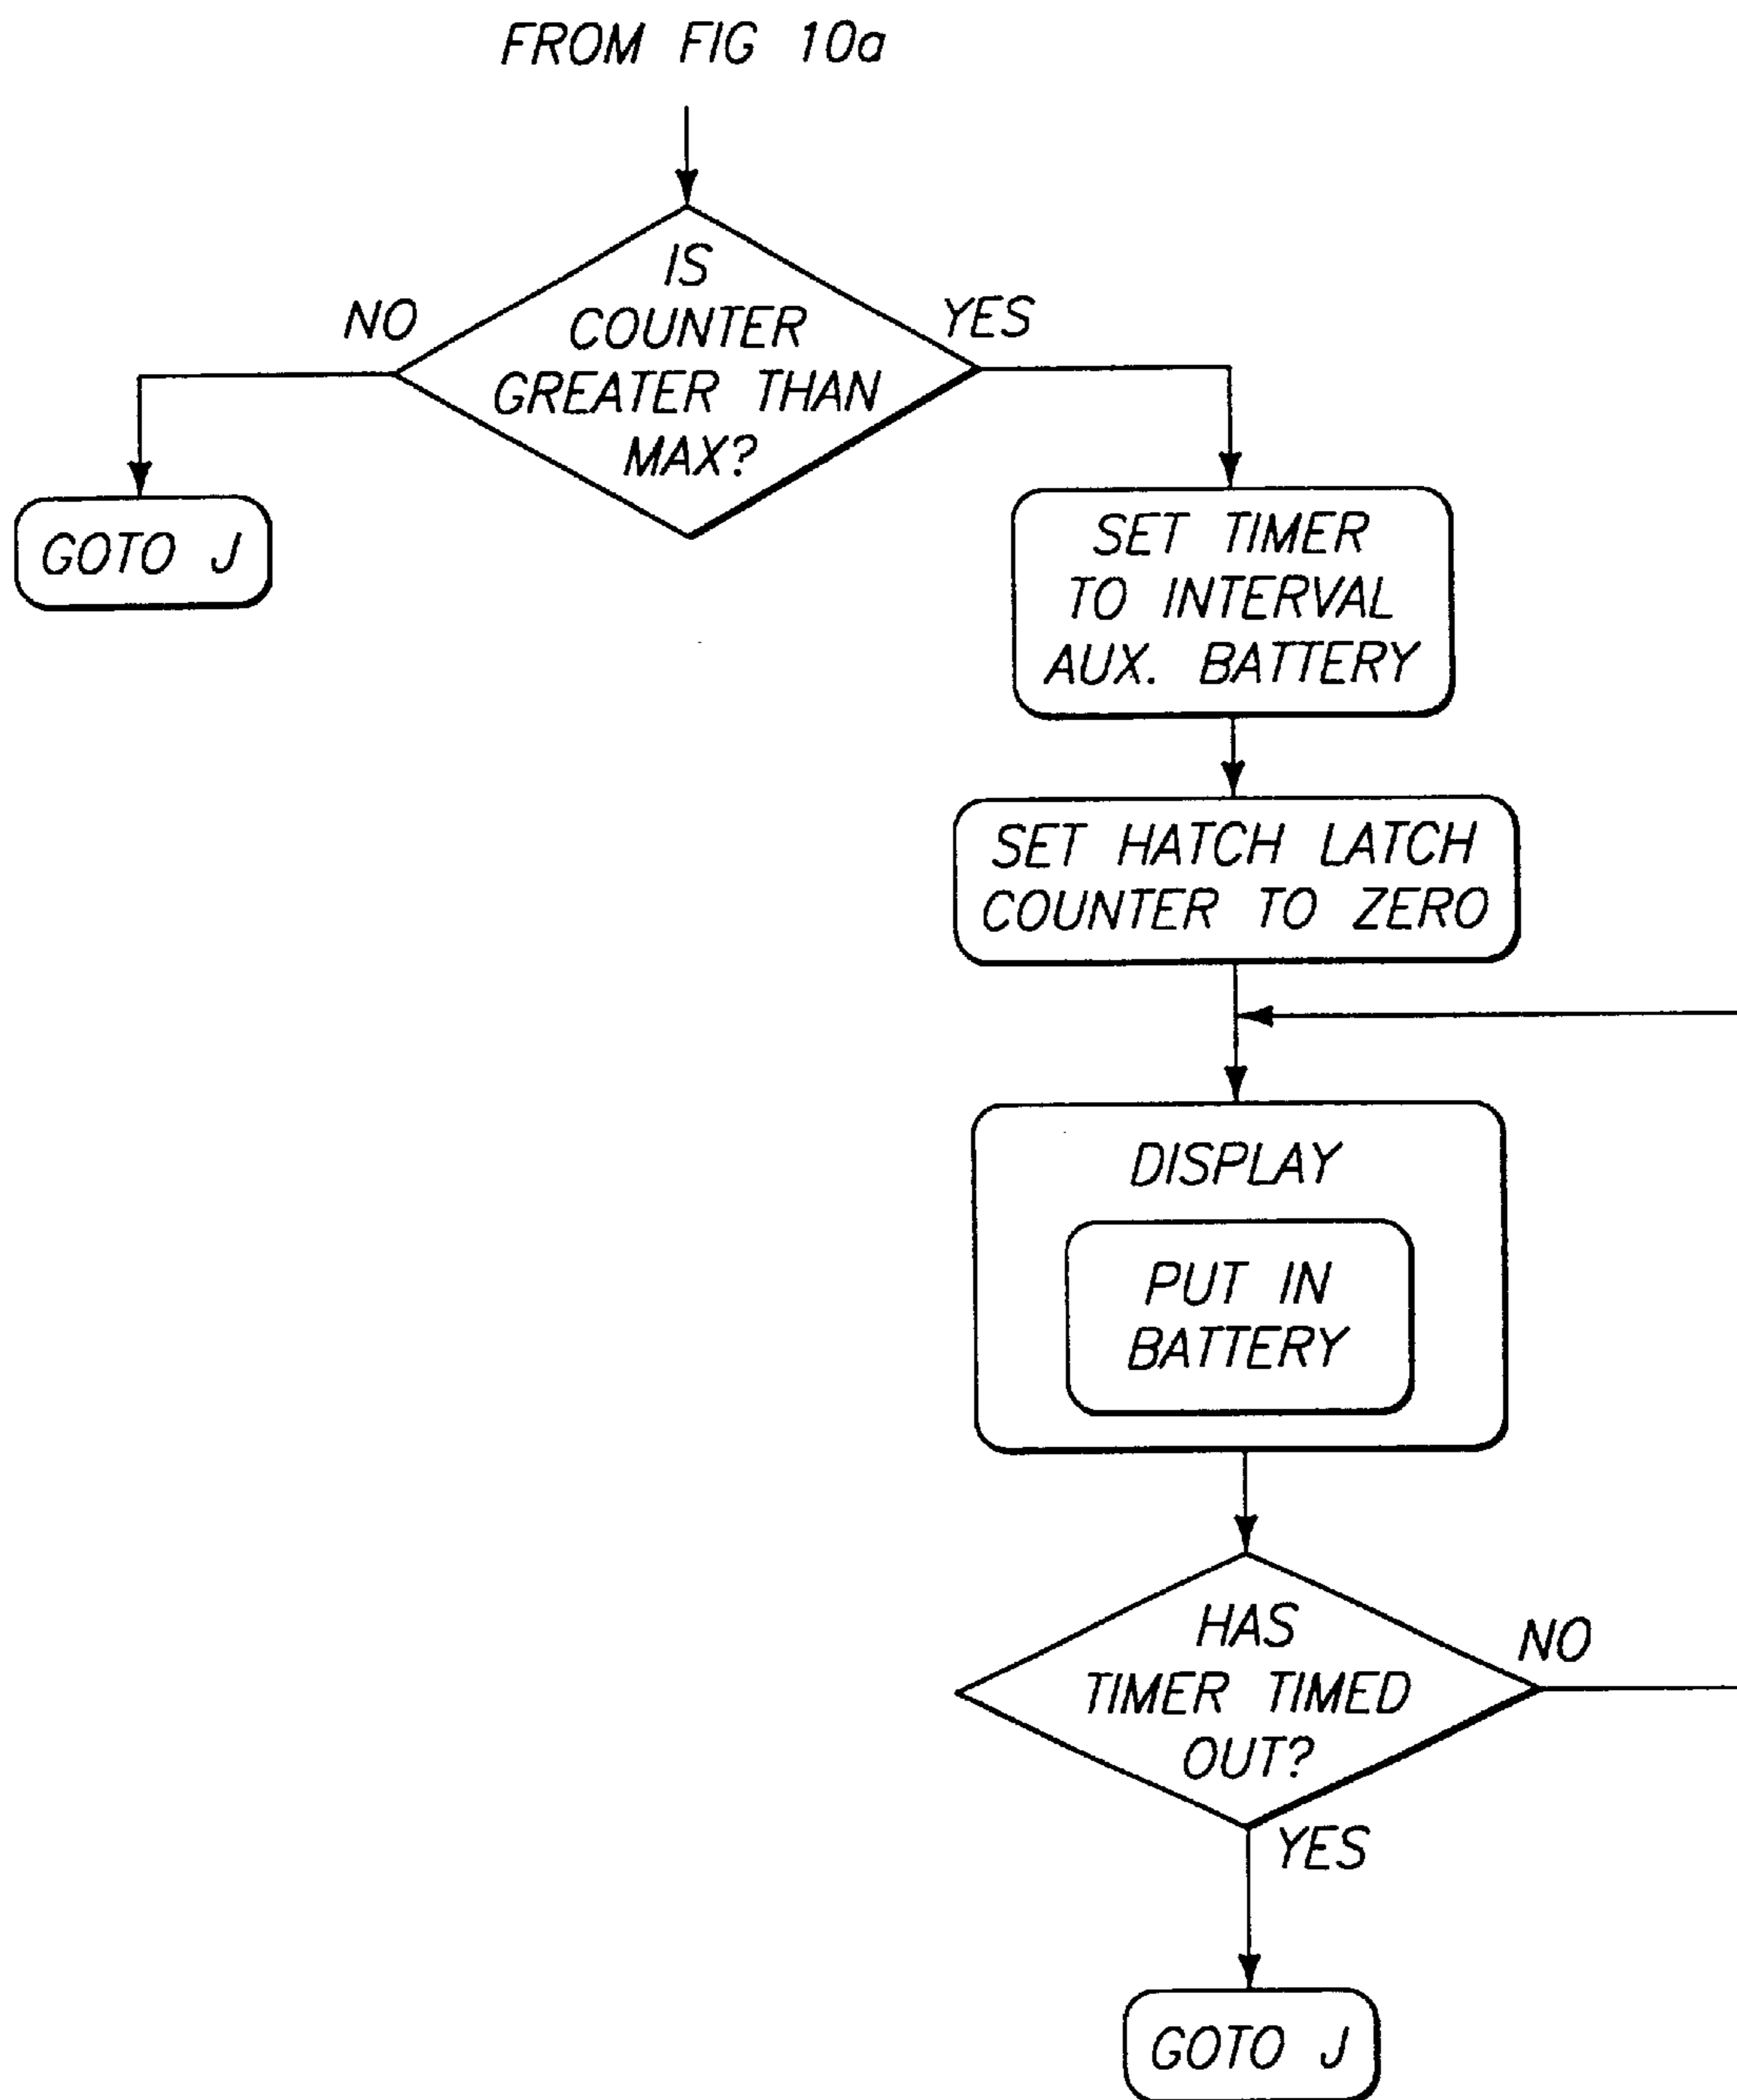 FROM FIG 10a
IS
COUNTER
GREATER THAN
MAX?
NO
YES
GOTO J
SET TIMER
TO INTERVAL
AUX. BATTERY
SET HATCH LATCH
COUNTER TO ZERO
DISPLAY
PUT IN
BATTERY
HAS
TIMER TIMED
OUT?
NO
YES
GOTO J